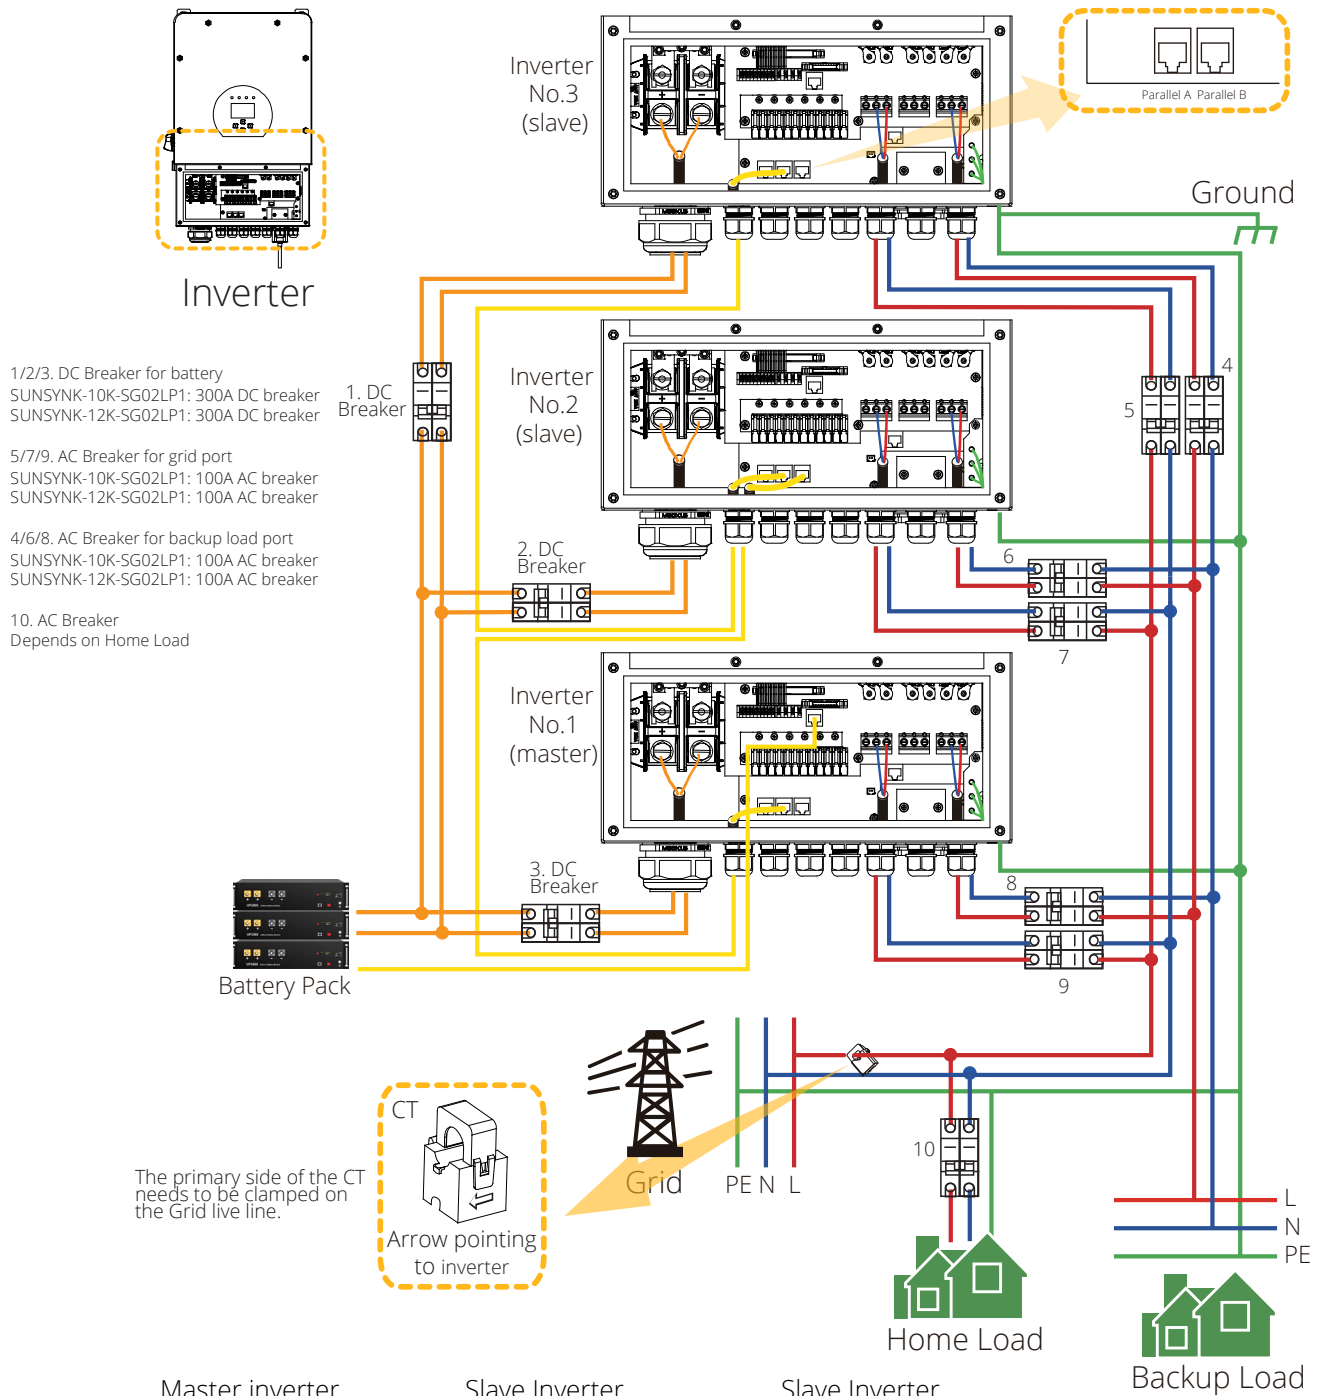 Inverter
No.3
(slave)
Parallel A Parallel B
Ground
Inverter
1/2/3. DC Breaker for battery
SUNSYNK-10K-SG02LP1: 300A DC breaker
SUNSYNK-12K-SG02LP1: 300A DC breaker
5/7/9. AC Breaker for grid port
SUNSYNK-10K-SG02LP1: 100A AC breaker
SUNSYNK-12K-SG02LP1: 100A AC breaker
4/6/8. AC Breaker for backup load port
SUNSYNK-10K-SG02LP1: 100A AC breaker
SUNSYNK-12K-SG02LP1: 100A AC breaker
10. AC Breaker
Depends on Home Load
1. DC
Breaker
Inverter
No.2
(slave)
4
5
2. DC
Breaker
6
7
Inverter
No.1
(master)
3. DC
Breaker
8
9
Battery Pack
CT
The primary side of the CT
needs to be clamped on
the Grid live line.
Arrow pointing
to inverter
Grid
PE N L
10
L
N
PE
Home Load
Backup Load
Master inverter
Slave Inverter
Slave Inverter